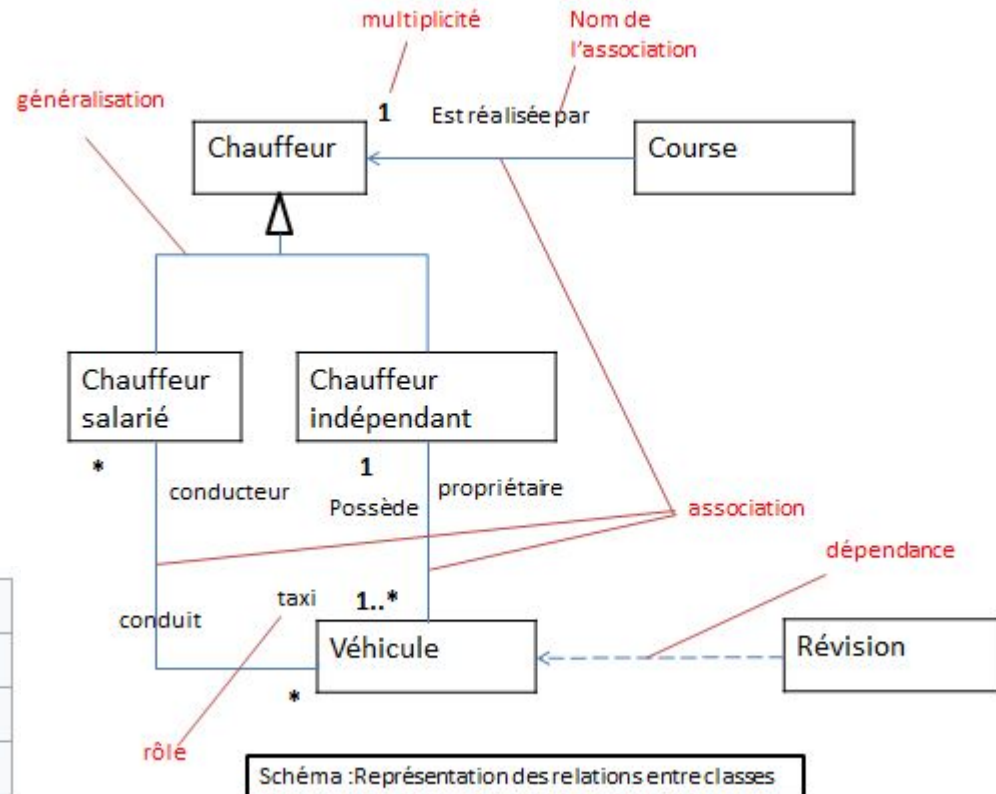 multiplicité
Nom de
l'association
généralisation
1
Est réalisée par
Chauffeur
Course
Chauffeur
salarié
Chauffeur
indépendant
*
1
conducteur
Possède
propriétaire
association
dépendance
taxi
1..*
conduit
Véhicule
Révision
*
rôle
Schéma :Représentation des relations entre classes